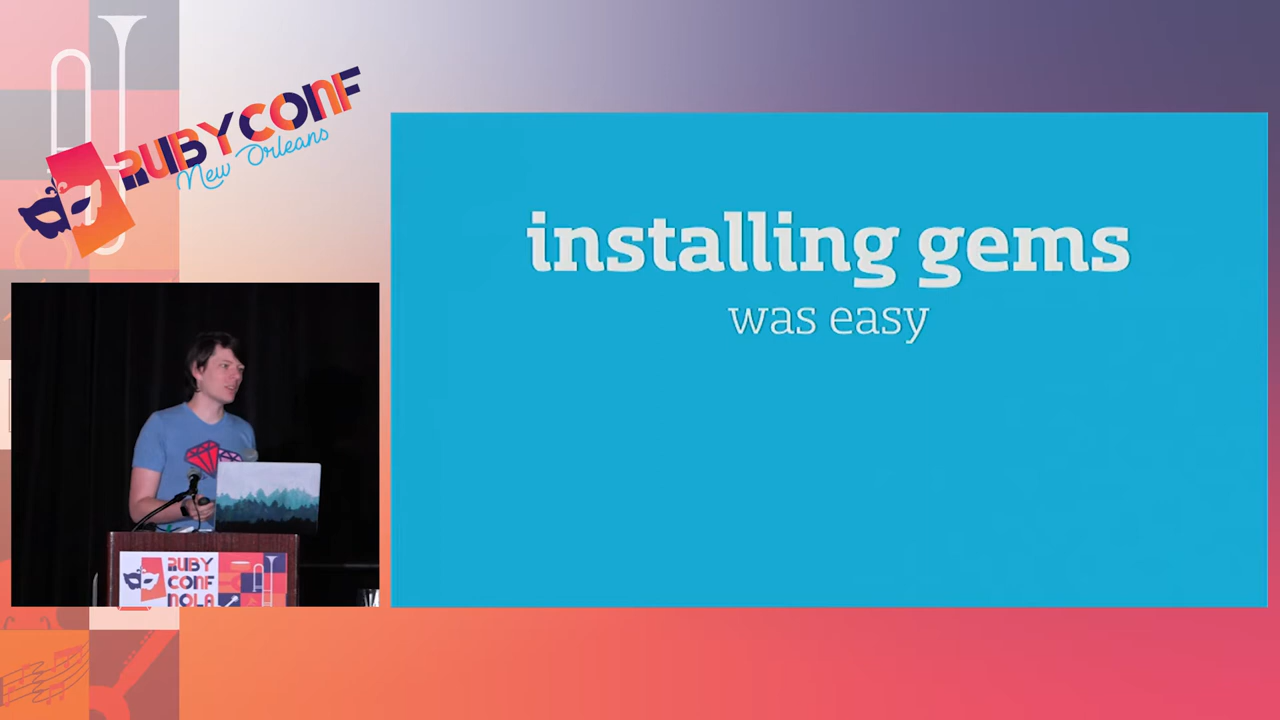 RUBYCONF
New Orleans
installing gems
was easy
RUBY
CONF
NOLA